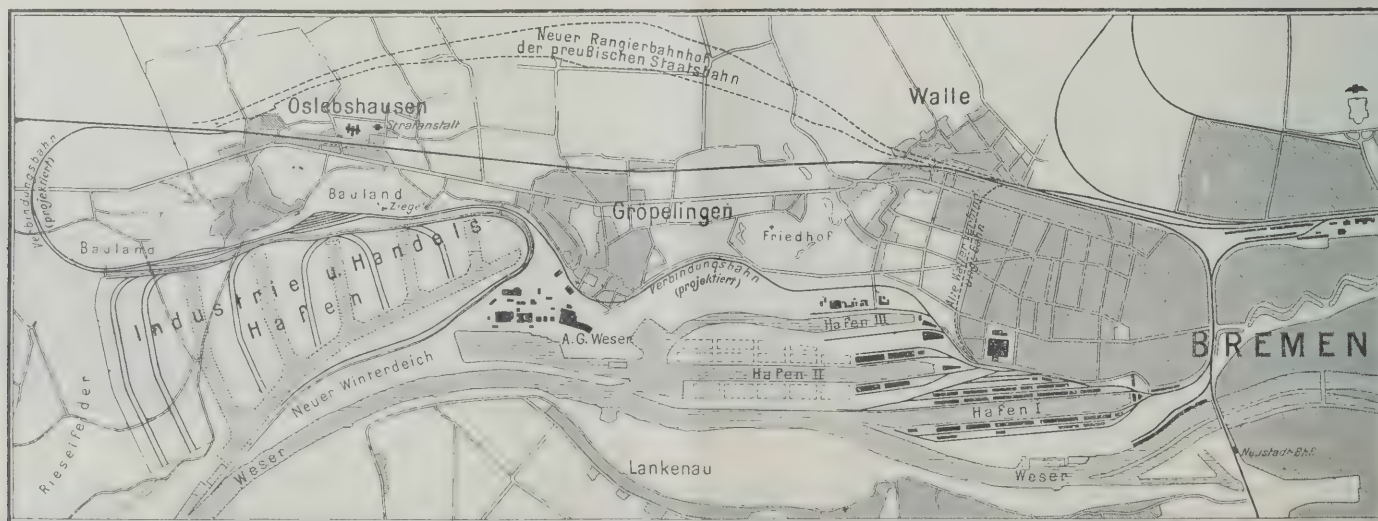 Neuer Rangierbahnhof
der preußischen Staatsbahn
Walle
Oslebshausen
Strafanstalt
Verbindungsbahn
(projektiert)
Bauland
Bauland
Gröpelingen
Friedhof
Verbindungsbahn
(projektiert)
Industrie u. Handels
Hafen
A.G. Weser
Hafen III
Hafen II
Hafen I
BREMEN
Neuer Winterdeich
Rieselfelder
Weser
Lankenau
Weser
Neustadt-Bhf.